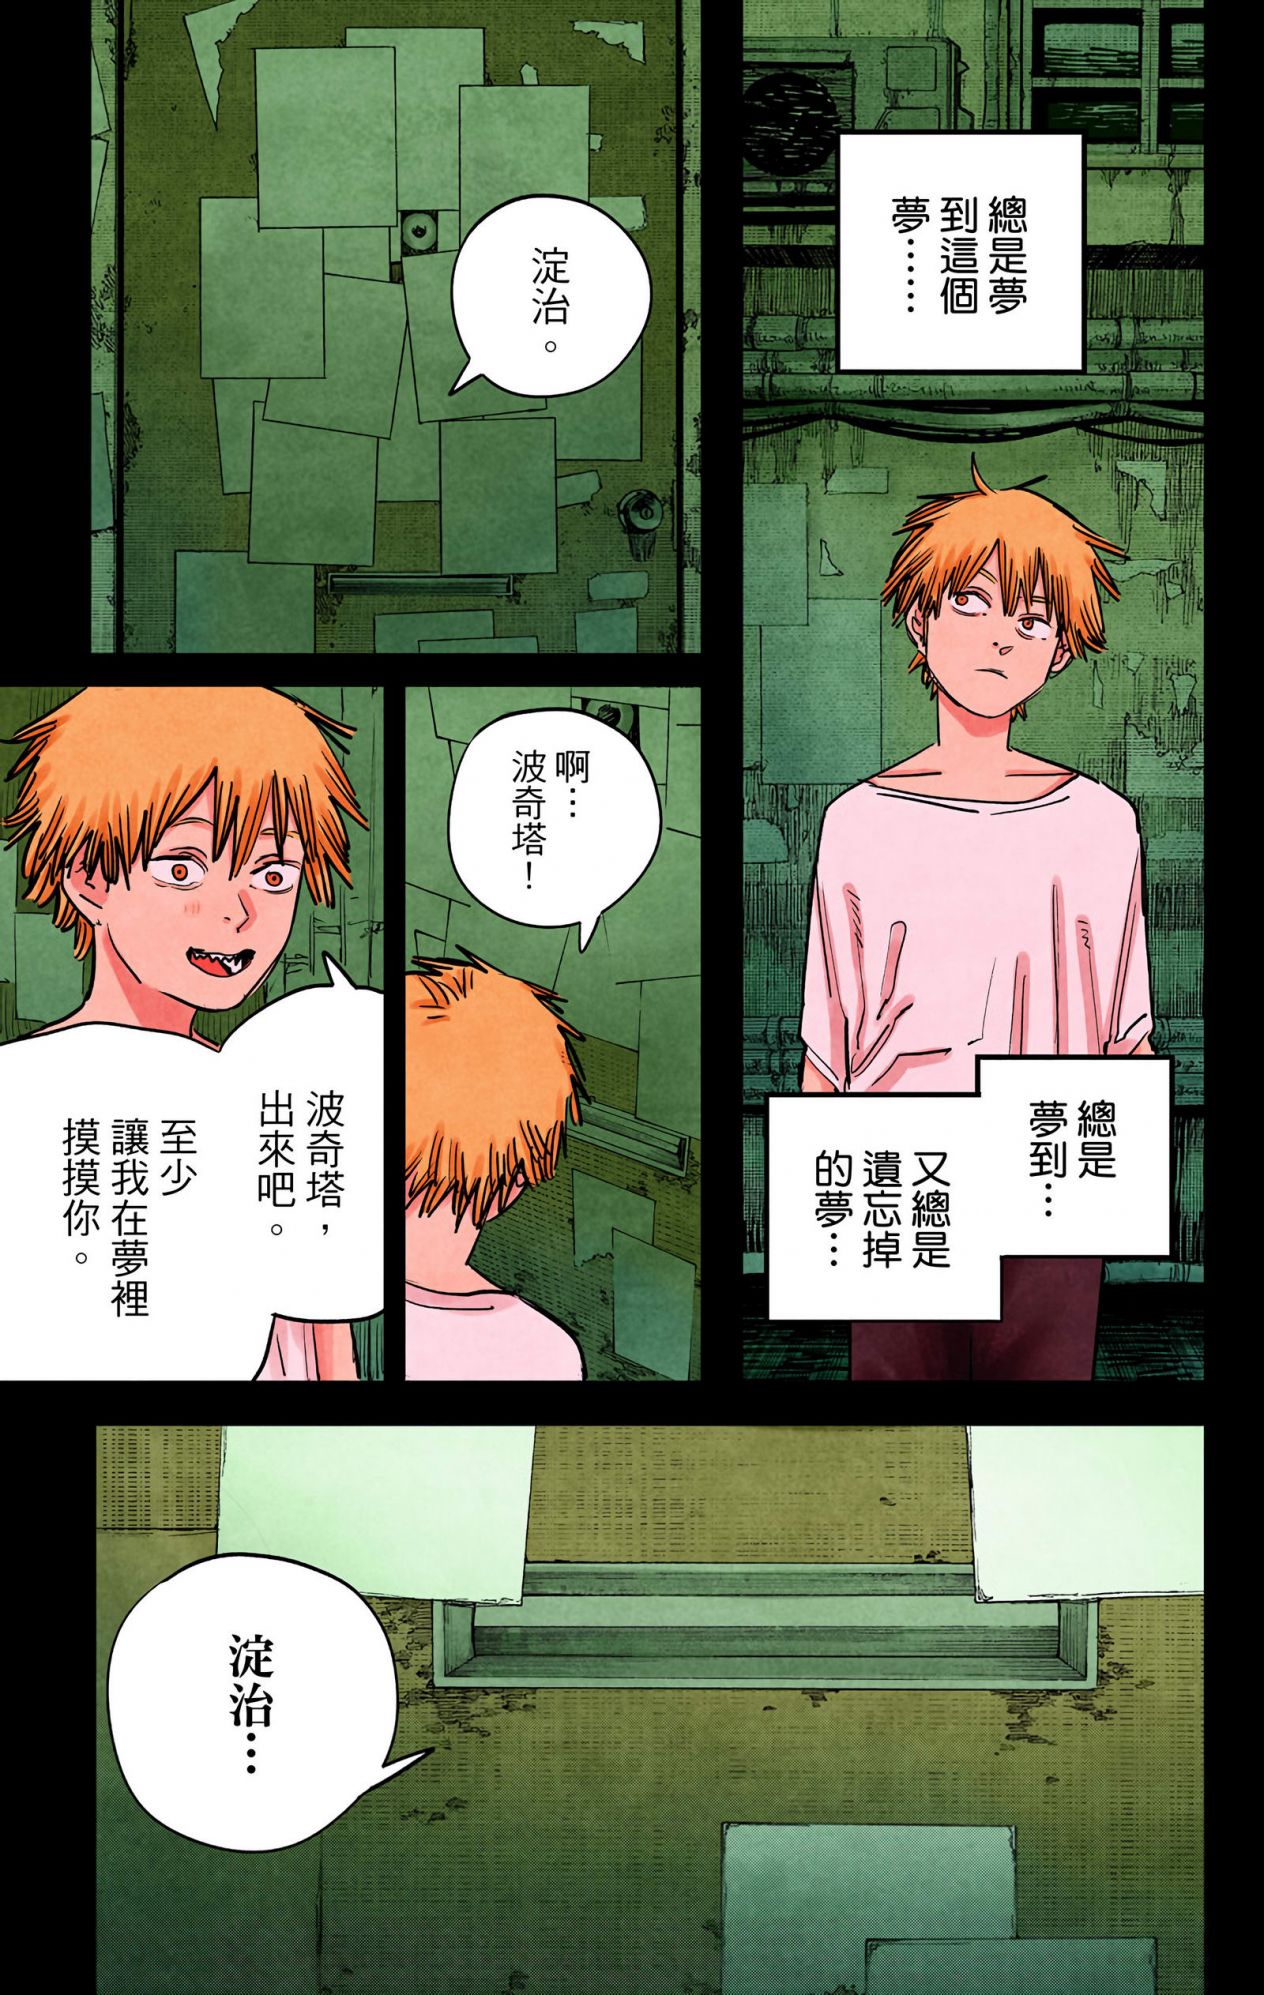 總是夢
到這個
夢……
總是
夢到…
又總是
遺忘掉
的夢…
淀治。
啊…
波奇塔！
波奇塔，
出來吧。
至少
讓我在夢裡
摸摸你。
淀治…